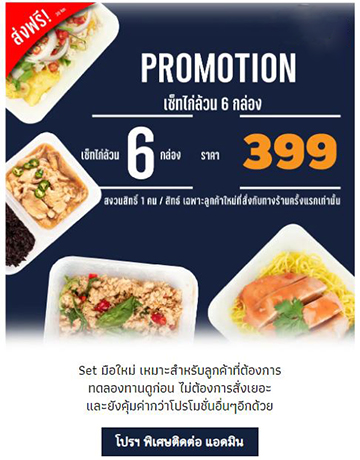 ส่งฟรี!
PROMOTION
เซ็ทไก่ล้วน 6 กล่อง
เซ็ทไก่ล้วน 6 กล่อง ราคา 399
สงวนสิทธิ์ 1 คน / สิทธ์ เฉพาะลูกค้าใหม่ที่สั่งกับทางร้านครั้งแรกเท่านั้น
Set มือใหม่ เหมาะสำหรับลูกค้าที่ต้องการ
ทดลองทานดูก่อน ไม่ต้องการสั่งเยอะ
และยังคุ้มค่ากว่าโปรโมชั่นอื่นๆอีกด้วย
โปรฯ พิเศษติดต่อ แอดมิน